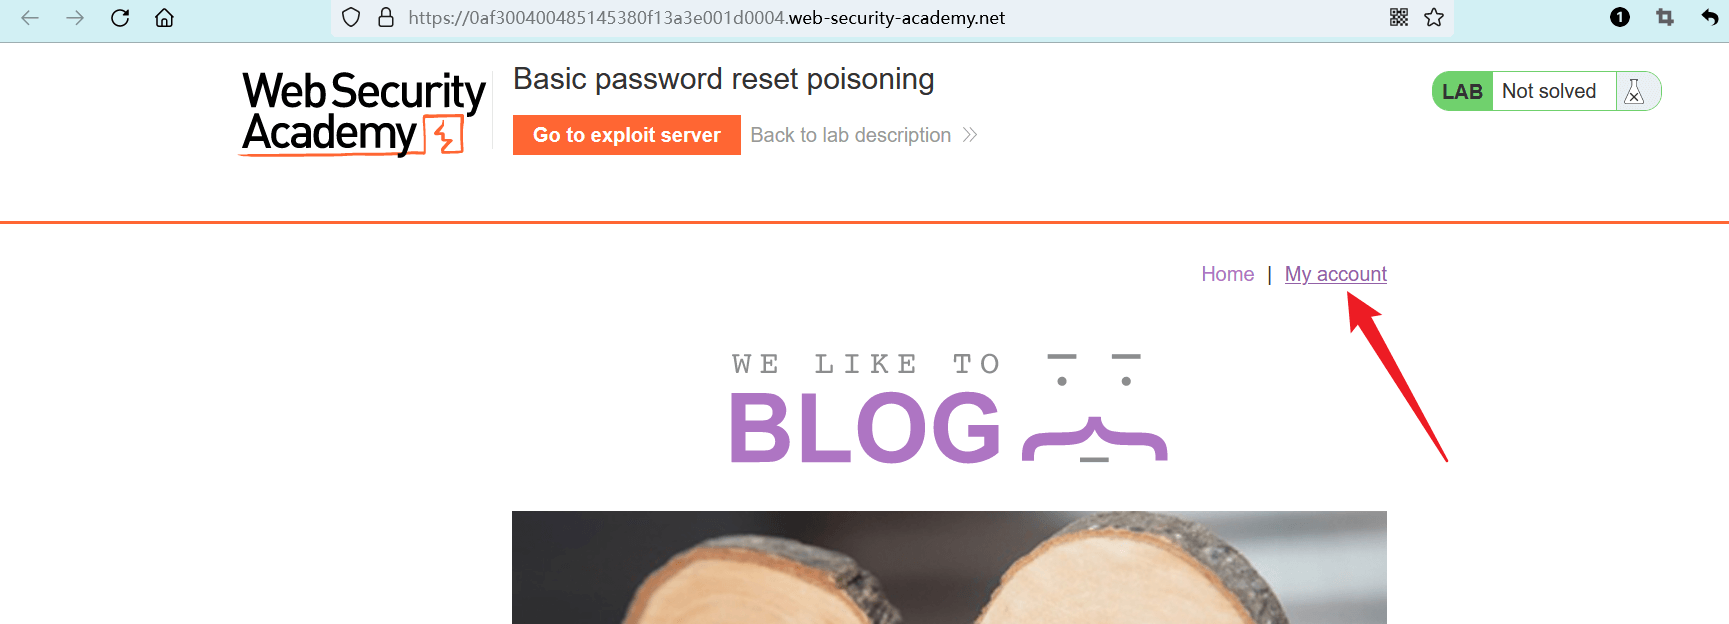 https://0af300400485145380f13a3e001d0004.web-security-academy.net
1
Web Security
Academy
Basic password reset poisoning
Go to exploit server
Back to lab description
LAB Not solved
Home | My account
WE LIKE TO
BLOG